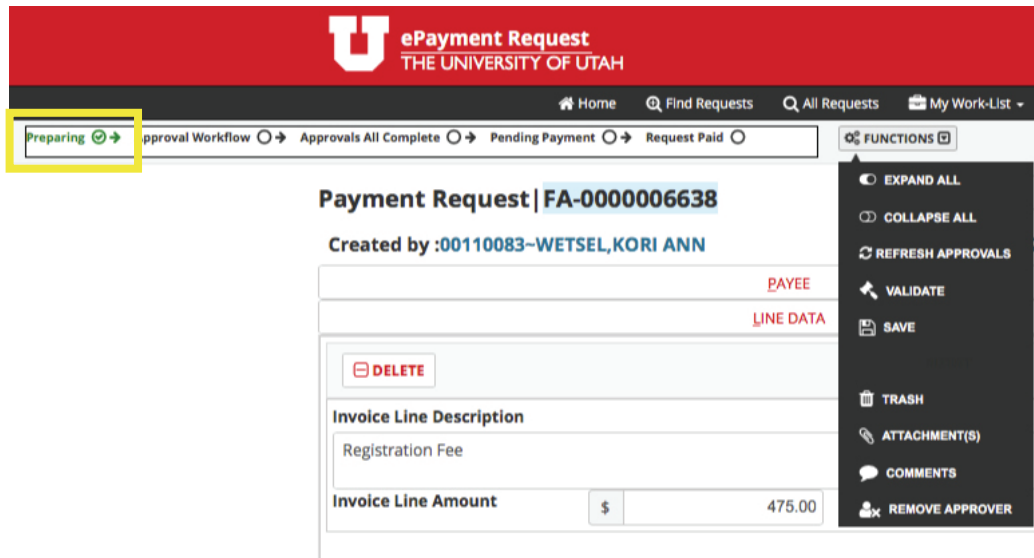 ePayment Request
THE UNIVERSITY OF UTAH
Home Find Requests All Requests My Work-List
Preparing Approval Workflow Approvals All Complete Pending Payment Request Paid FUNCTIONS
EXPAND ALL
Payment Request|FA-0000006638
COLLAPSE ALL
Created by :00110083~WETSEL,KORI ANN
REFRESH APPROVALS
PAYEE
VALIDATE
LINE DATA
SAVE
DELETE
TRASH
Invoice Line Description
ATTACHMENT(S)
Registration Fee
COMMENTS
Invoice Line Amount $ 475.00
REMOVE APPROVER